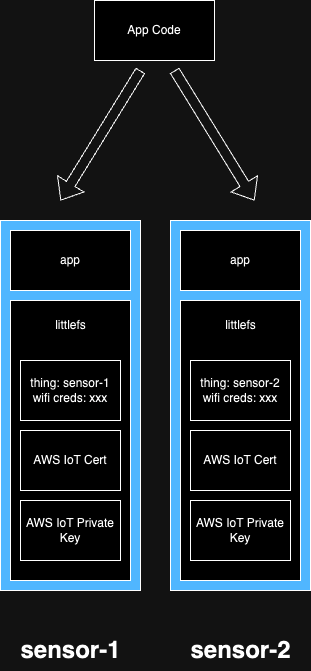 App Code
app
app
littlefs
littlefs
thing: sensor-1
wifi creds: xxx
thing: sensor-2
wifi creds: xxx
AWS IoT Cert
AWS IoT Cert
AWS IoT Private
Key
AWS IoT Private
Key
sensor-1
sensor-2